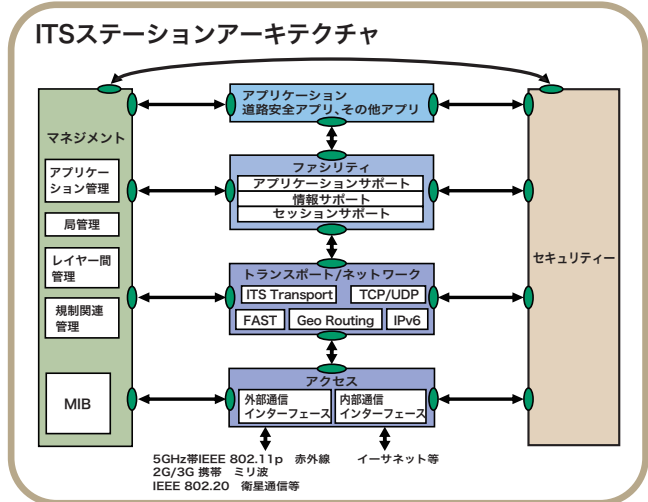 ITSステーションアーキテクチャ
マネジメント
アプリケー
ション管理
局管理
レイヤー間
管理
規制関連
管理
MIB
アプリケーション
道路安全アプリ、その他アプリ
ファシリティ
アプリケーションサポート
情報サポート
セッションサポート
トランスポート/ネットワーク
ITS Transport
TCP/UDP
FAST
Geo Routing
IPv6
アクセス
外部通信
インターフェース
内部通信
インターフェース
5GHz帯IEEE 802.11p 赤外線
2G/3G 携帯 ミリ波
IEEE 802.20 衛星通信等
イーサネット等
セキュリティー